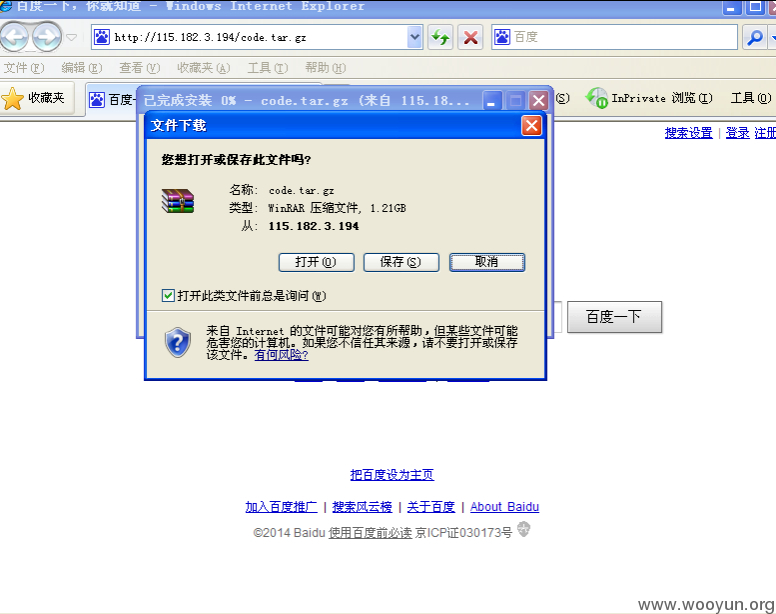 百度一下，你就知道 - Windows Internet Explorer
http://115.182.3.194/code.tar.gz
百度
文件(F) 编辑(E) 查看(V) 收藏夹(A) 工具(T) 帮助(H)
收藏夹
百度一
(S)
InPrivate 浏览(I)
工具(O)
已完成安装 0% - code.tar.gz (来自 115.18...
搜索设置 | 登录 注册
文件下载
您想打开或保存此文件吗?
名称: code.tar.gz
类型: WinRAR 压缩文件, 1.21GB
从: 115.182.3.194
打开(O) 保存(S) 取消
打开此类文件前总是询问(W)
百度一下
来自 Internet 的文件可能对您有所帮助，但某些文件可能
危害您的计算机。如果您不信任其来源，请不要打开或保存
该文件。有何风险?
把百度设为主页
加入百度推广 | 搜索风云榜 | 关于百度 | About Baidu
©2014 Baidu 使用百度前必读 京ICP证030173号
www.wooyun.org